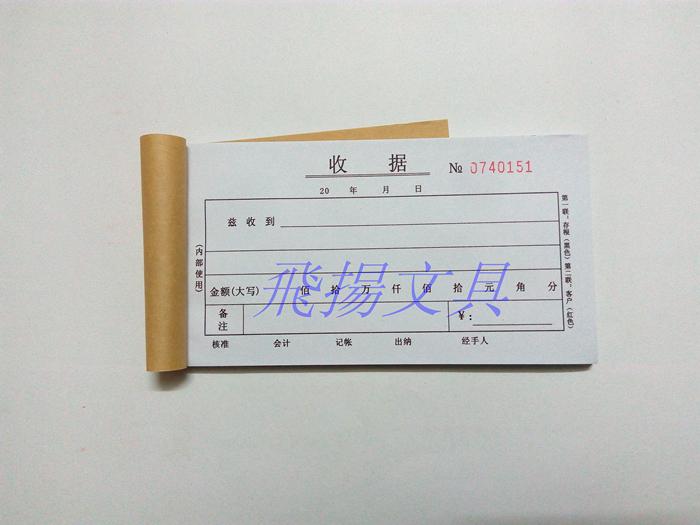 收 据 № 0740151
20 年 月 日
兹 收 到
金额(大写) 佰 拾 万 仟 佰 拾 元 角 分
飛揚文具
备注 ¥:
核准 会计 记帐 出纳 经手人
(内部使用)
第一联:存根(黑色) 第二联:客户(红色)